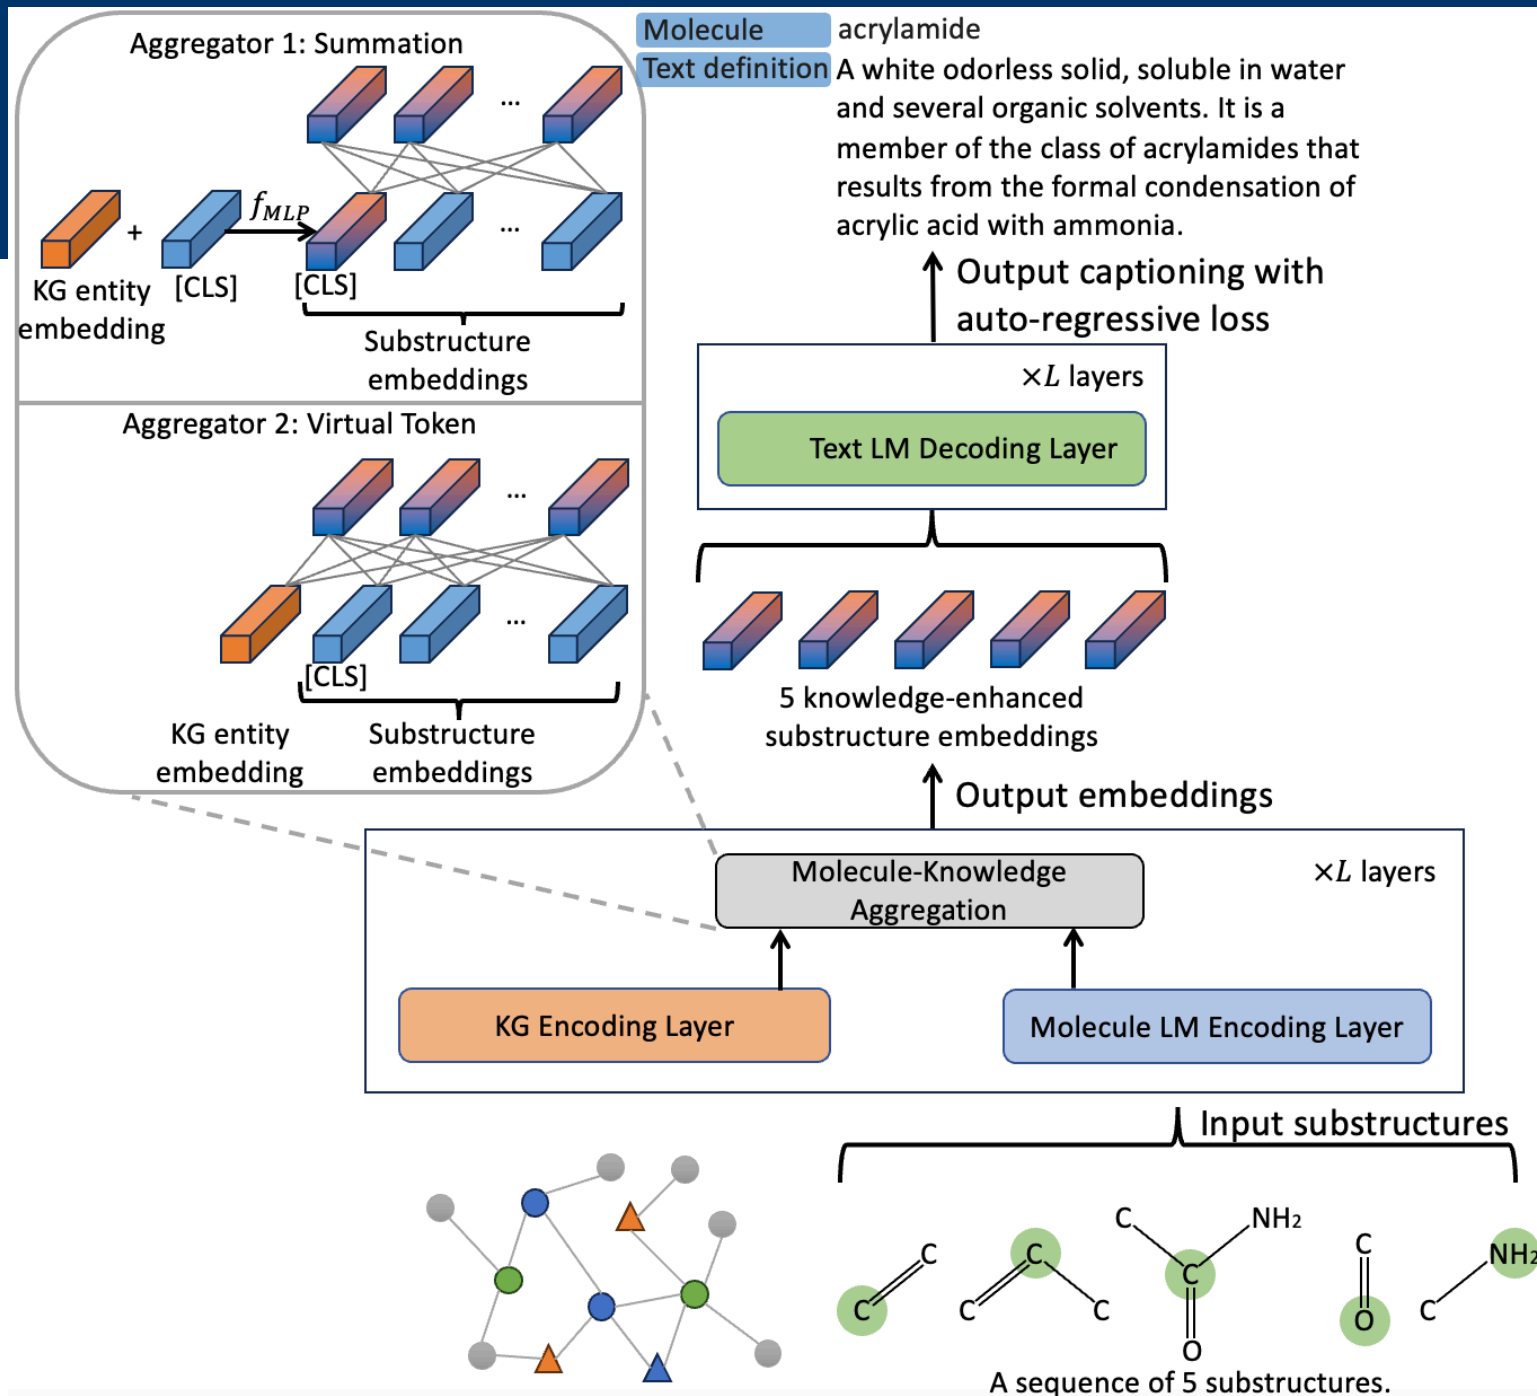 Aggregator 1: Summation
...
KG entity
embedding
+
[CLS]
fMLP
[CLS]
...
Substructure
embeddings
Aggregator 2: Virtual Token
...
...
[CLS]
KG entity
embedding
Substructure
embeddings
Molecule acrylamide
Text definition A white odorless solid, soluble in water
and several organic solvents. It is a
member of the class of acrylamides that
results from the formal condensation of
acrylic acid with ammonia.
Output captioning with
auto-regressive loss
×L layers
Text LM Decoding Layer
5 knowledge-enhanced
substructure embeddings
Output embeddings
Molecule-Knowledge
Aggregation
×L layers
KG Encoding Layer
Molecule LM Encoding Layer
Input substructures
C C
C C C
C NH₂ C O
C O
NH₂ C
A sequence of 5 substructures.